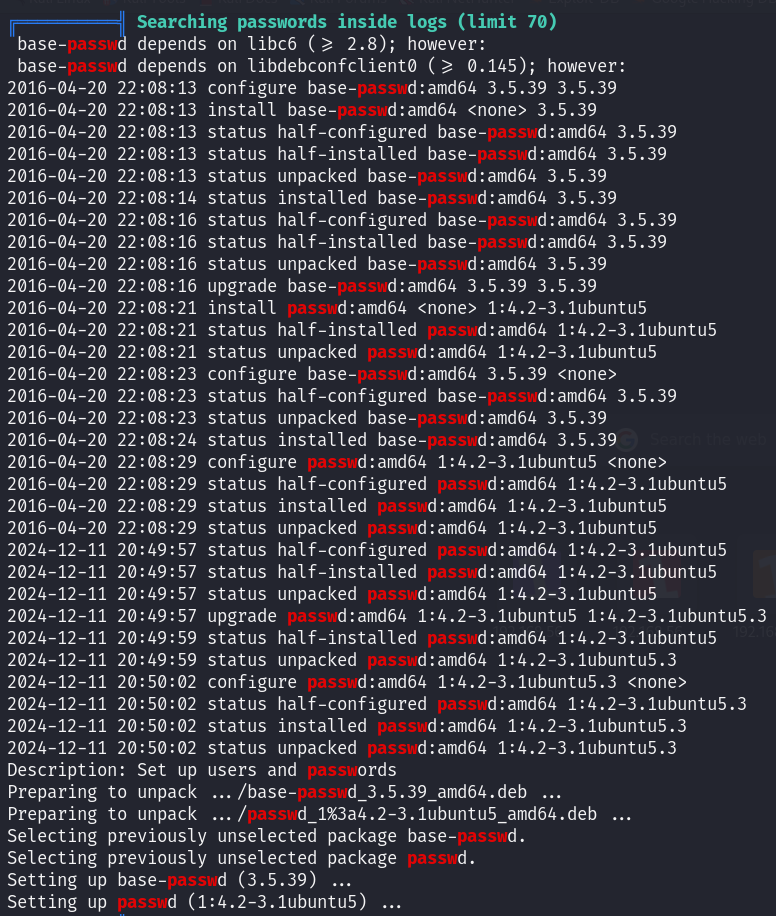 Searching passwords inside logs (limit 70)
base-passwd depends on libc6 (>= 2.8); however:
base-passwd depends on libdebconfclient0 (>= 0.145); however:
2016-04-20 22:08:13 configure base-passwd:amd64 3.5.39 3.5.39
2016-04-20 22:08:13 install base-passwd:amd64 <none> 3.5.39
2016-04-20 22:08:13 status half-configured base-passwd:amd64 3.5.39
2016-04-20 22:08:13 status half-installed base-passwd:amd64 3.5.39
2016-04-20 22:08:13 status unpacked base-passwd:amd64 3.5.39
2016-04-20 22:08:14 status installed base-passwd:amd64 3.5.39
2016-04-20 22:08:16 status half-configured base-passwd:amd64 3.5.39
2016-04-20 22:08:16 status half-installed base-passwd:amd64 3.5.39
2016-04-20 22:08:16 status unpacked base-passwd:amd64 3.5.39
2016-04-20 22:08:16 upgrade base-passwd:amd64 3.5.39 3.5.39
2016-04-20 22:08:21 install passwd:amd64 <none> 1:4.2-3.1ubuntu5
2016-04-20 22:08:21 status half-installed passwd:amd64 1:4.2-3.1ubuntu5
2016-04-20 22:08:21 status unpacked passwd:amd64 1:4.2-3.1ubuntu5
2016-04-20 22:08:23 configure base-passwd:amd64 3.5.39 <none>
2016-04-20 22:08:23 status half-configured base-passwd:amd64 3.5.39
2016-04-20 22:08:23 status unpacked base-passwd:amd64 3.5.39
2016-04-20 22:08:24 status installed base-passwd:amd64 3.5.39
2016-04-20 22:08:29 configure passwd:amd64 1:4.2-3.1ubuntu5 <none>
2016-04-20 22:08:29 status half-configured passwd:amd64 1:4.2-3.1ubuntu5
2016-04-20 22:08:29 status installed passwd:amd64 1:4.2-3.1ubuntu5
2016-04-20 22:08:29 status unpacked passwd:amd64 1:4.2-3.1ubuntu5
2024-12-11 20:49:57 status half-configured passwd:amd64 1:4.2-3.1ubuntu5
2024-12-11 20:49:57 status half-installed passwd:amd64 1:4.2-3.1ubuntu5
2024-12-11 20:49:57 status unpacked passwd:amd64 1:4.2-3.1ubuntu5
2024-12-11 20:49:57 upgrade passwd:amd64 1:4.2-3.1ubuntu5 1:4.2-3.1ubuntu5.3
2024-12-11 20:49:59 status half-installed passwd:amd64 1:4.2-3.1ubuntu5
2024-12-11 20:49:59 status unpacked passwd:amd64 1:4.2-3.1ubuntu5.3
2024-12-11 20:50:02 configure passwd:amd64 1:4.2-3.1ubuntu5.3 <none>
2024-12-11 20:50:02 status half-configured passwd:amd64 1:4.2-3.1ubuntu5.3
2024-12-11 20:50:02 status installed passwd:amd64 1:4.2-3.1ubuntu5.3
2024-12-11 20:50:02 status unpacked passwd:amd64 1:4.2-3.1ubuntu5.3
Description: Set up users and passwords
Preparing to unpack .../base-passwd_3.5.39_amd64.deb ...
Preparing to unpack .../passwd_1%3a4.2-3.1ubuntu5_amd64.deb ...
Selecting previously unselected package base-passwd.
Selecting previously unselected package passwd.
Setting up base-passwd (3.5.39) ...
Setting up passwd (1:4.2-3.1ubuntu5) ...